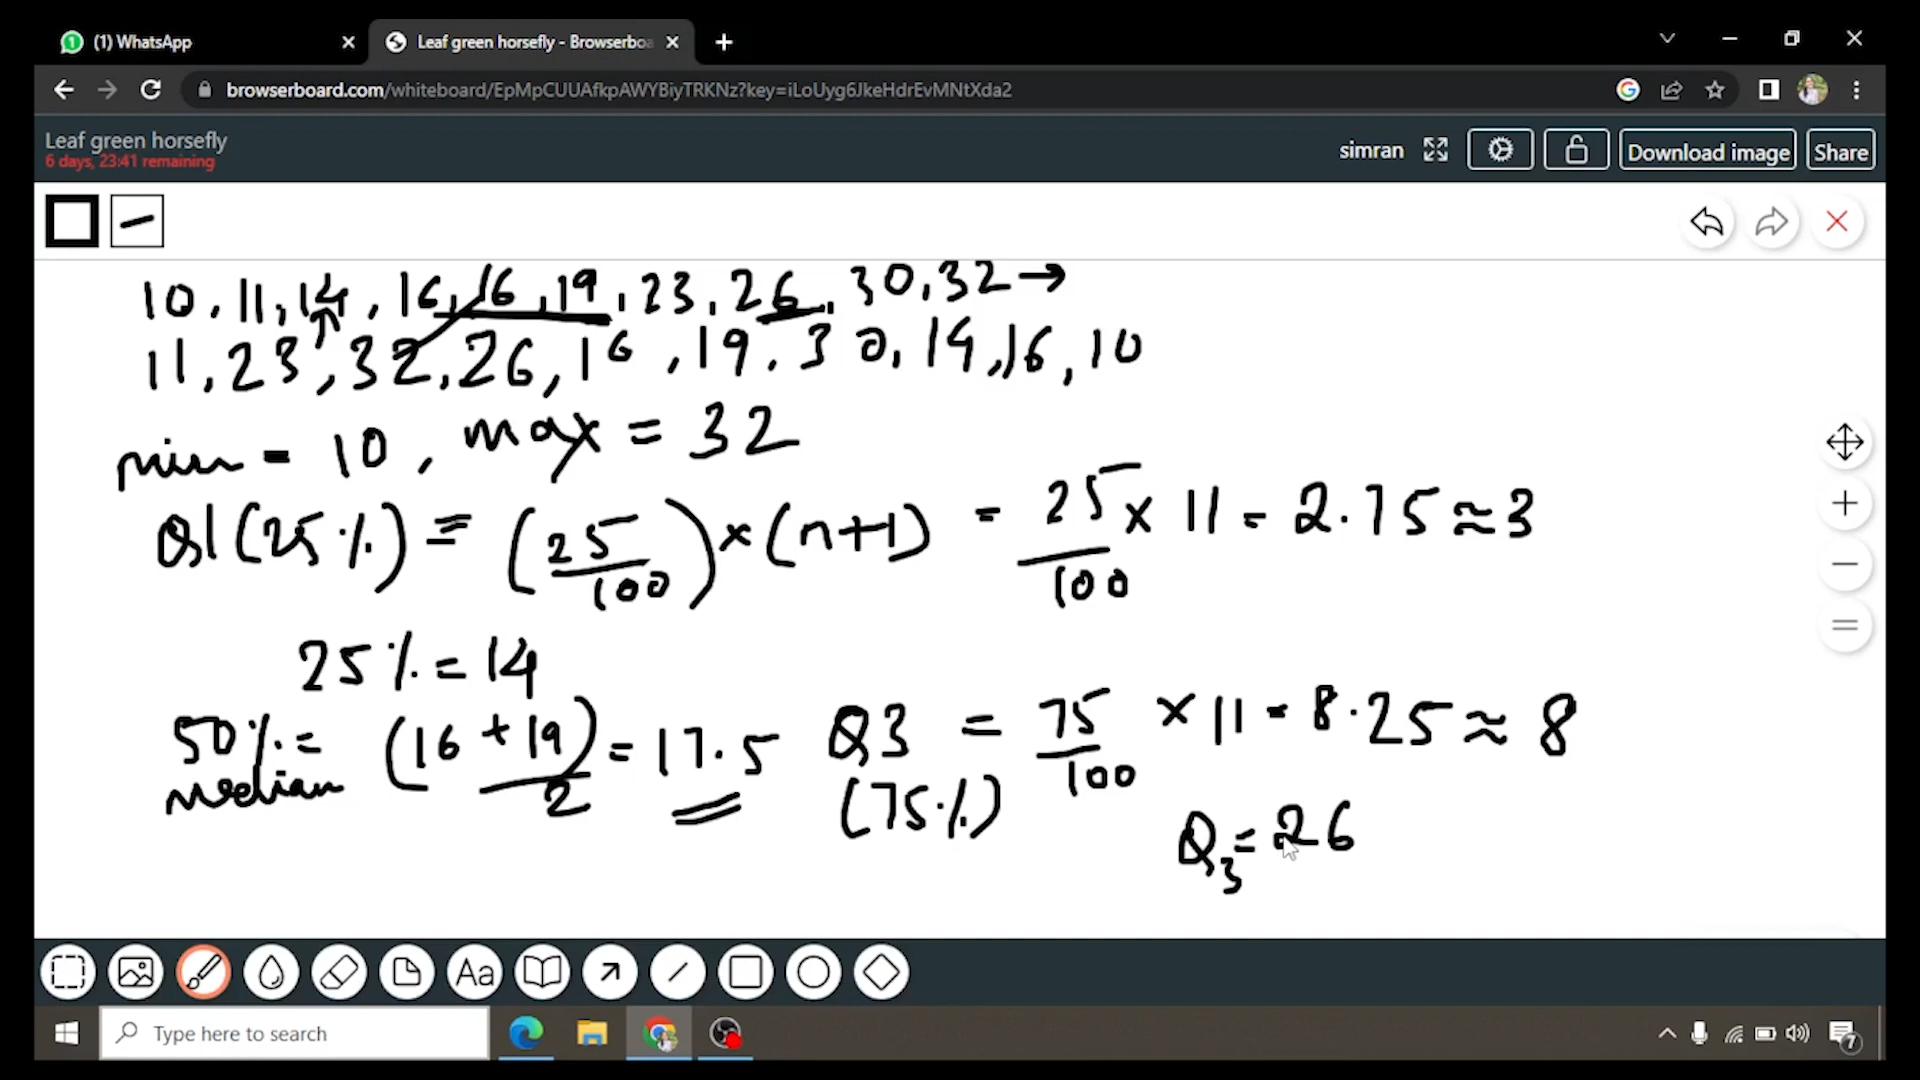 (1) WhatsApp
Leaf green horsefly - Browserboa
browserboard.com/whiteboard/EpMpCUUAfkpAWYBiyTRKNz?key=iLoUyg6JkeHdrEvMNtXda2
Leaf green horsefly
6 days, 23:41 remaining
simran
Download image
Share
10, 11, 14, 16, 16, 19, 23, 26, 30, 32 →
11, 23, 32, 26, 16, 19, 30, 14, 16, 10
min = 10, max = 32
Q1 (25%) = (25/100) × (n+1) = 25/100 × 11 = 2.75 ≈ 3
25% = 14
50% = (16 + 19)/2 = 17.5
median
Q3 = 75/100 × 11 = 8.25 ≈ 8
(75%)
Q3 = 26
Aa
Type here to search
7